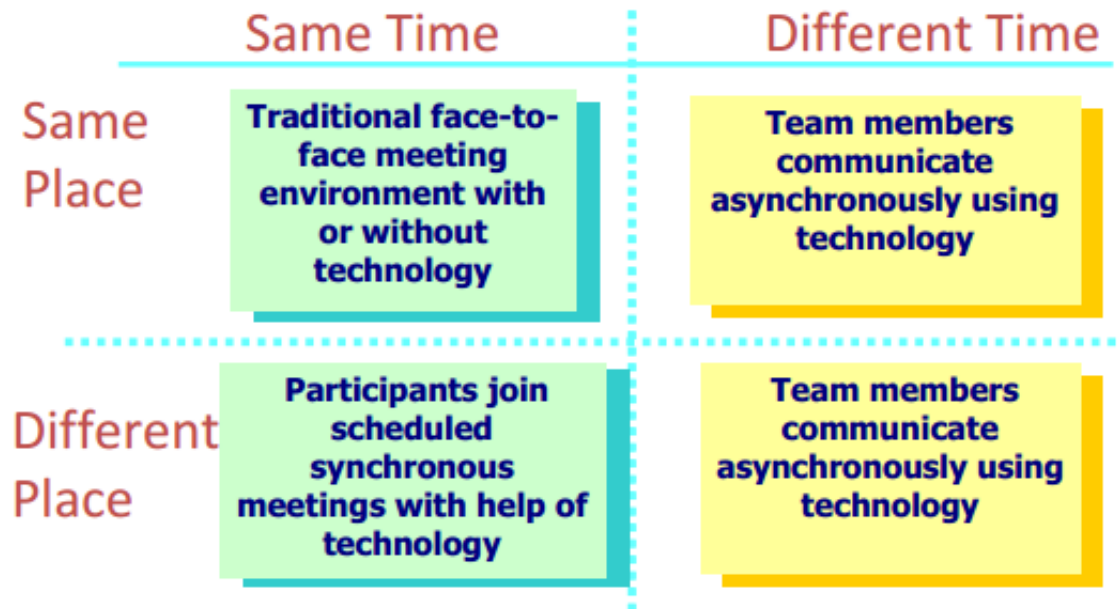 Same Time
Different Time
Same
Place
Traditional face-to-
face meeting
environment with
or without
technology
Team members
communicate
asynchronously using
technology
Different
Place
Participants join
scheduled
synchronous
meetings with help of
technology
Team members
communicate
asynchronously using
technology